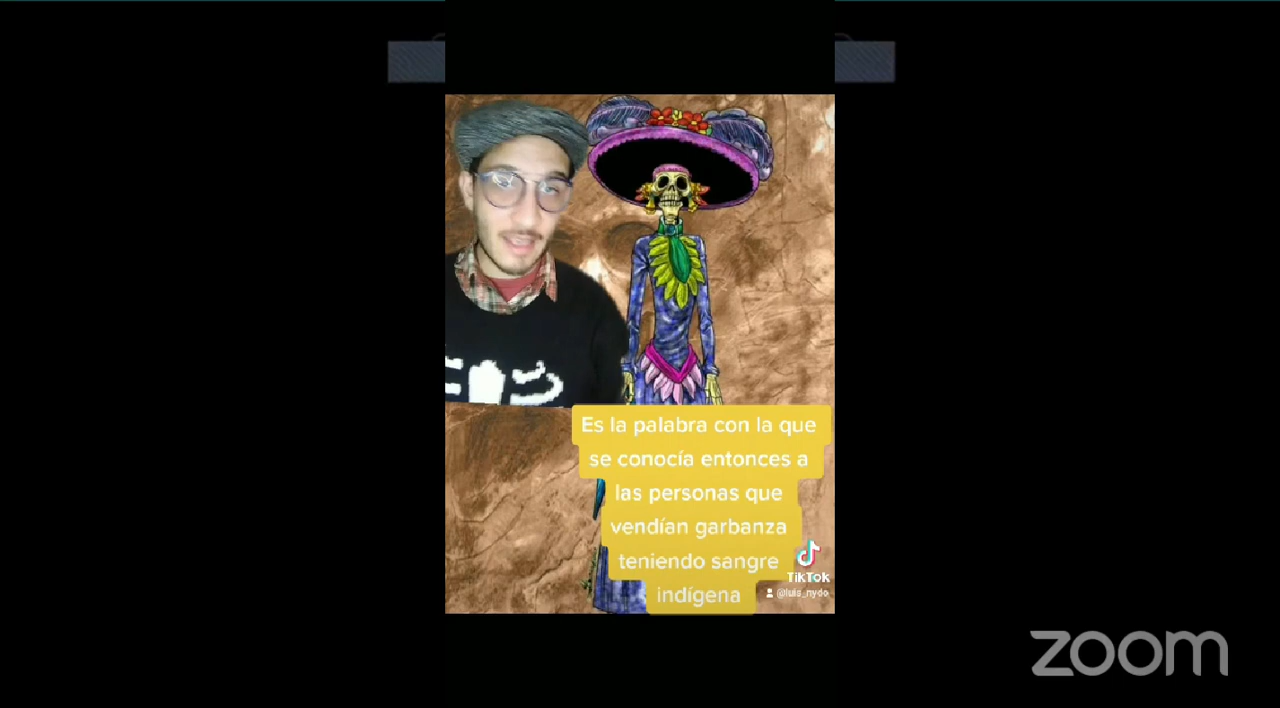 Es la palabra con la que
se conocía entonces a
las personas que
vendían garbanza
teniendo sangre
indígena
TikTok
@luis_nydo
zoom